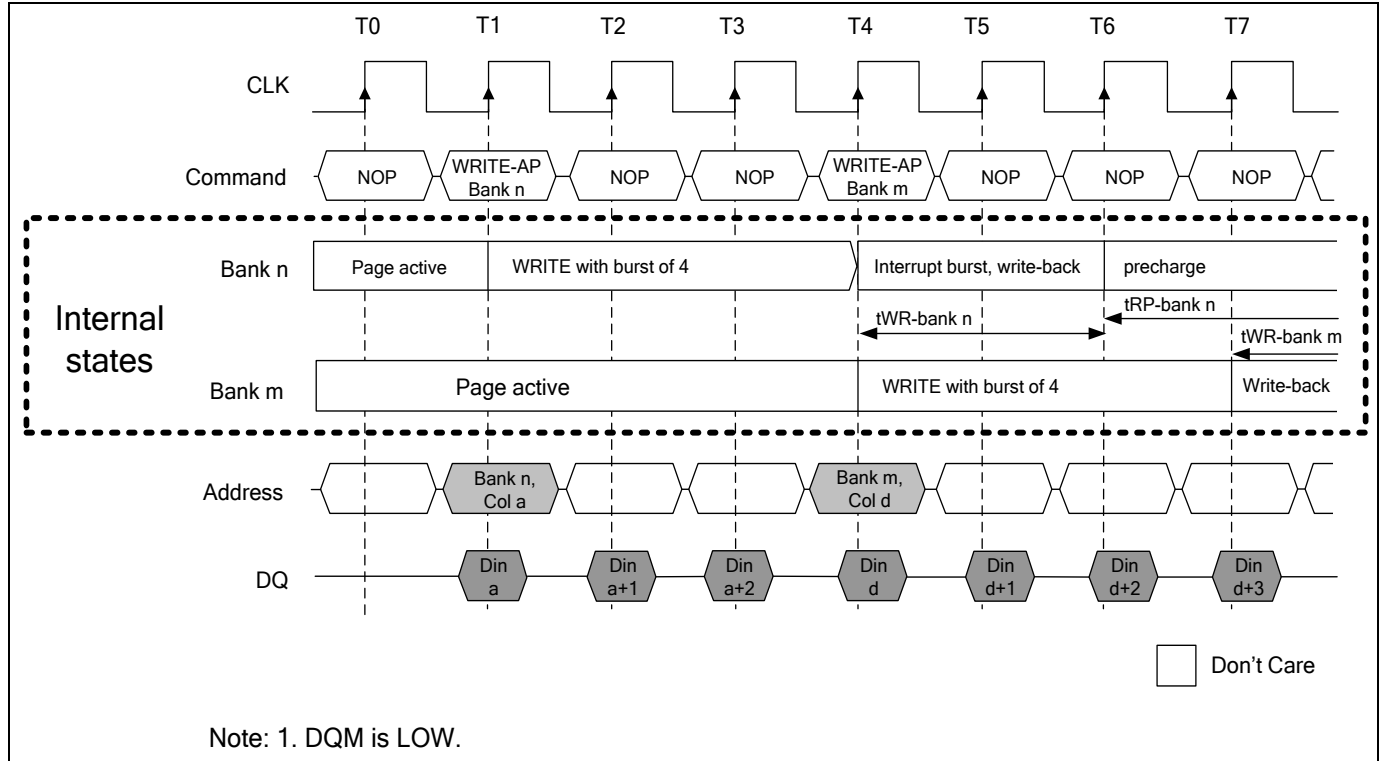 T0 T1 T2 T3 T4 T5 T6 T7
CLK
Command
NOP
WRITE-AP
Bank n
NOP
NOP
WRITE-AP
Bank m
NOP
NOP
NOP
Internal
states
Bank n
Page active
WRITE with burst of 4
Interrupt burst, write-back
precharge
tWR-bank n
tRP-bank n
tWR-bank m
Bank m
Page active
WRITE with burst of 4
Write-back
Address
Bank n,
Col a
Bank m,
Col d
DQ
Din
a
Din
a+1
Din
a+2
Din
d
Din
d+1
Din
d+2
Din
d+3
Don't Care
Note: 1. DQM is LOW.